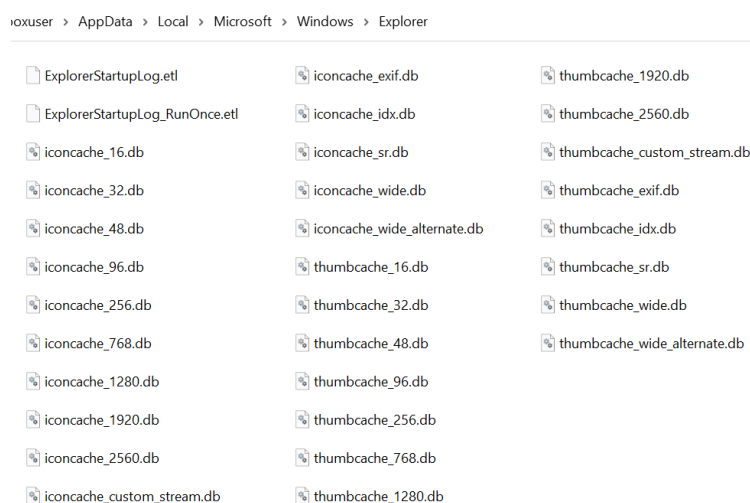 oxuser > AppData > Local > Microsoft > Windows > Explorer
ExplorerStartupLog.etl
ExplorerStartupLog_RunOnce.etl
iconcache_16.db
iconcache_32.db
iconcache_48.db
iconcache_96.db
iconcache_256.db
iconcache_768.db
iconcache_1280.db
iconcache_1920.db
iconcache_2560.db
iconcache_custom_stream.db
iconcache_exif.db
iconcache_idx.db
iconcache_sr.db
iconcache_wide.db
iconcache_wide_alternate.db
thumbcache_16.db
thumbcache_32.db
thumbcache_48.db
thumbcache_96.db
thumbcache_256.db
thumbcache_768.db
thumbcache_1280.db
thumbcache_1920.db
thumbcache_2560.db
thumbcache_custom_stream.db
thumbcache_exif.db
thumbcache_idx.db
thumbcache_sr.db
thumbcache_wide.db
thumbcache_wide_alternate.db